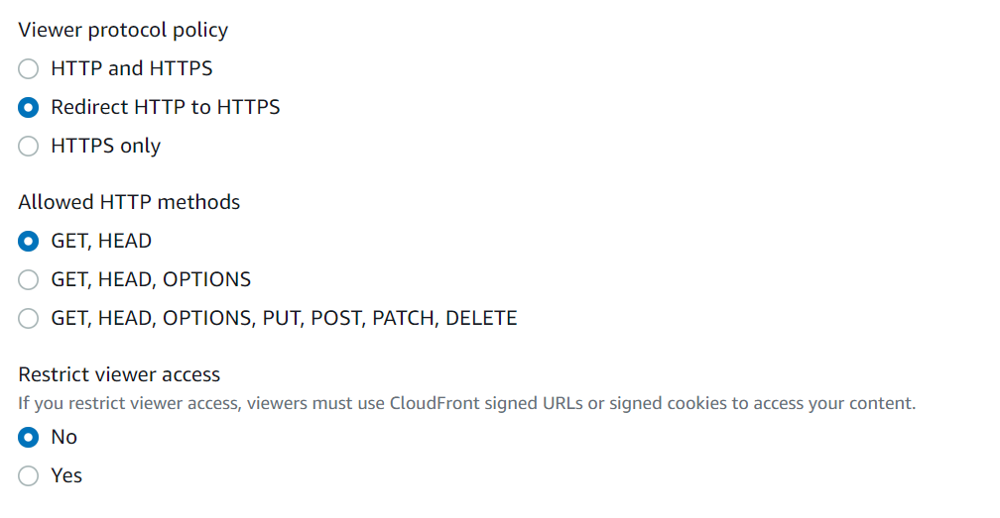 Viewer protocol policy
HTTP and HTTPS
Redirect HTTP to HTTPS
HTTPS only
Allowed HTTP methods
GET, HEAD
GET, HEAD, OPTIONS
GET, HEAD, OPTIONS, PUT, POST, PATCH, DELETE
Restrict viewer access
If you restrict viewer access, viewers must use CloudFront signed URLs or signed cookies to access your content.
No
Yes